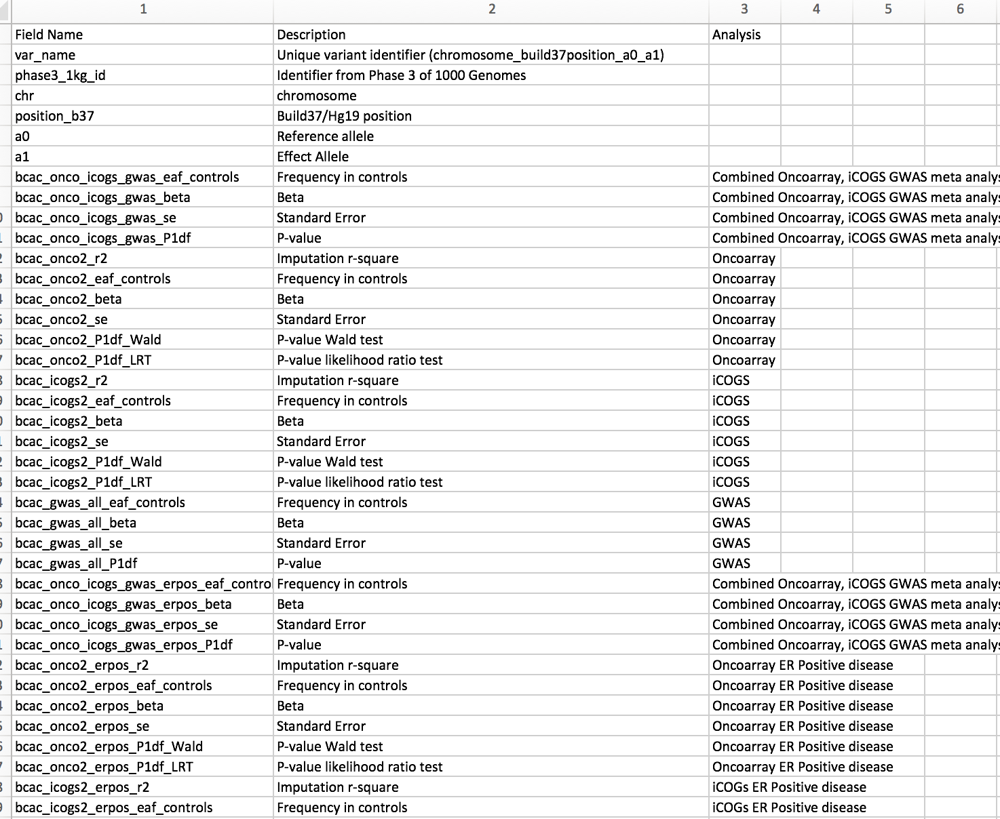 1 2 3 4 5 6
Field Name Description Analysis
var_name Unique variant identifier (chromosome_build37position_a0_a1)
phase3_1kg_id Identifier from Phase 3 of 1000 Genomes
chr chromosome
position_b37 Build37/Hg19 position
a0 Reference allele
a1 Effect Allele
bcac_onco_icogs_gwas_eaf_controls Frequency in controls Combined Oncoarray, iCOGS GWAS meta analys
bcac_onco_icogs_gwas_beta Beta Combined Oncoarray, iCOGS GWAS meta analys
bcac_onco_icogs_gwas_se Standard Error Combined Oncoarray, iCOGS GWAS meta analys
bcac_onco_icogs_gwas_P1df P-value Combined Oncoarray, iCOGS GWAS meta analys
bcac_onco2_r2 Imputation r-square Oncoarray
bcac_onco2_eaf_controls Frequency in controls Oncoarray
bcac_onco2_beta Beta Oncoarray
bcac_onco2_se Standard Error Oncoarray
bcac_onco2_P1df_Wald P-value Wald test Oncoarray
bcac_onco2_P1df_LRT P-value likelihood ratio test Oncoarray
bcac_icogs2_r2 Imputation r-square iCOGS
bcac_icogs2_eaf_controls Frequency in controls iCOGS
bcac_icogs2_beta Beta iCOGS
bcac_icogs2_se Standard Error iCOGS
bcac_icogs2_P1df_Wald P-value Wald test iCOGS
bcac_icogs2_P1df_LRT P-value likelihood ratio test iCOGS
bcac_gwas_all_eaf_controls Frequency in controls GWAS
bcac_gwas_all_beta Beta GWAS
bcac_gwas_all_se Standard Error GWAS
bcac_gwas_all_P1df P-value GWAS
bcac_onco_icogs_gwas_erpos_eaf_control Frequency in controls Combined Oncoarray, iCOGS GWAS meta analys
bcac_onco_icogs_gwas_erpos_beta Beta Combined Oncoarray, iCOGS GWAS meta analys
bcac_onco_icogs_gwas_erpos_se Standard Error Combined Oncoarray, iCOGS GWAS meta analys
bcac_onco_icogs_gwas_erpos_P1df P-value Combined Oncoarray, iCOGS GWAS meta analys
bcac_onco2_erpos_r2 Imputation r-square Oncoarray ER Positive disease
bcac_onco2_erpos_eaf_controls Frequency in controls Oncoarray ER Positive disease
bcac_onco2_erpos_beta Beta Oncoarray ER Positive disease
bcac_onco2_erpos_se Standard Error Oncoarray ER Positive disease
bcac_onco2_erpos_P1df_Wald P-value Wald test Oncoarray ER Positive disease
bcac_onco2_erpos_P1df_LRT P-value likelihood ratio test Oncoarray ER Positive disease
bcac_icogs2_erpos_r2 Imputation r-square iCOGs ER Positive disease
bcac_icogs2_erpos_eaf_controls Frequency in controls iCOGs ER Positive disease